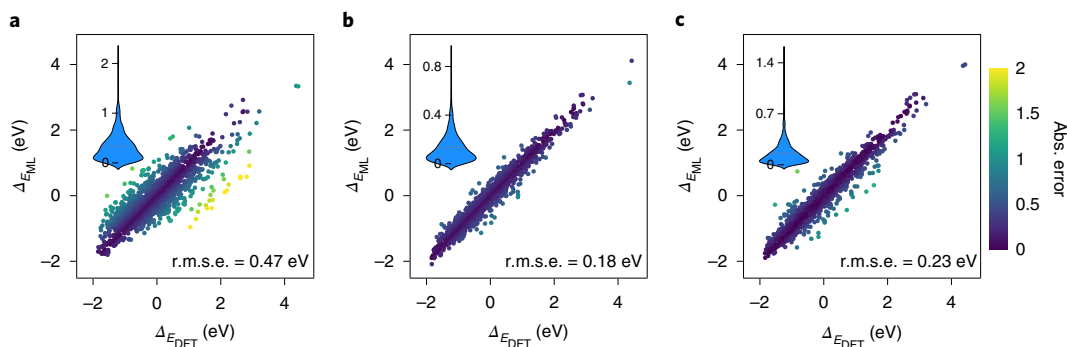 a
4
2
0
−2
Δ_E_ML (eV)
2
1
0
r.m.s.e. = 0.47 eV
−2 0 2 4
Δ_E_DFT (eV)
b
4
2
0
−2
Δ_E_ML (eV)
0.8
0.4
0
r.m.s.e. = 0.18 eV
−2 0 2 4
Δ_E_DFT (eV)
c
4
2
0
−2
Δ_E_ML (eV)
1.4
0.7
0
r.m.s.e. = 0.23 eV
−2 0 2 4
Δ_E_DFT (eV)
2
1.5
1
0.5
0
Abs. error